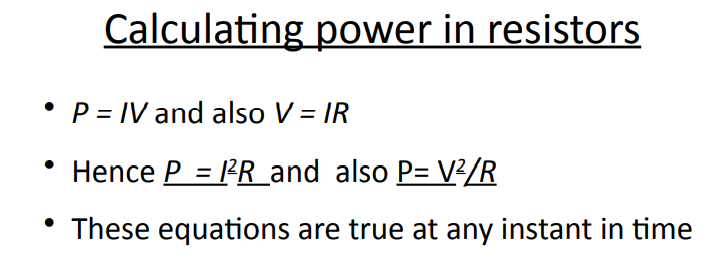 Calculating power in resistors
• P = IV and also V = IR
• Hence P = I²R and also P= V²/R
• These equations are true at any instant in time